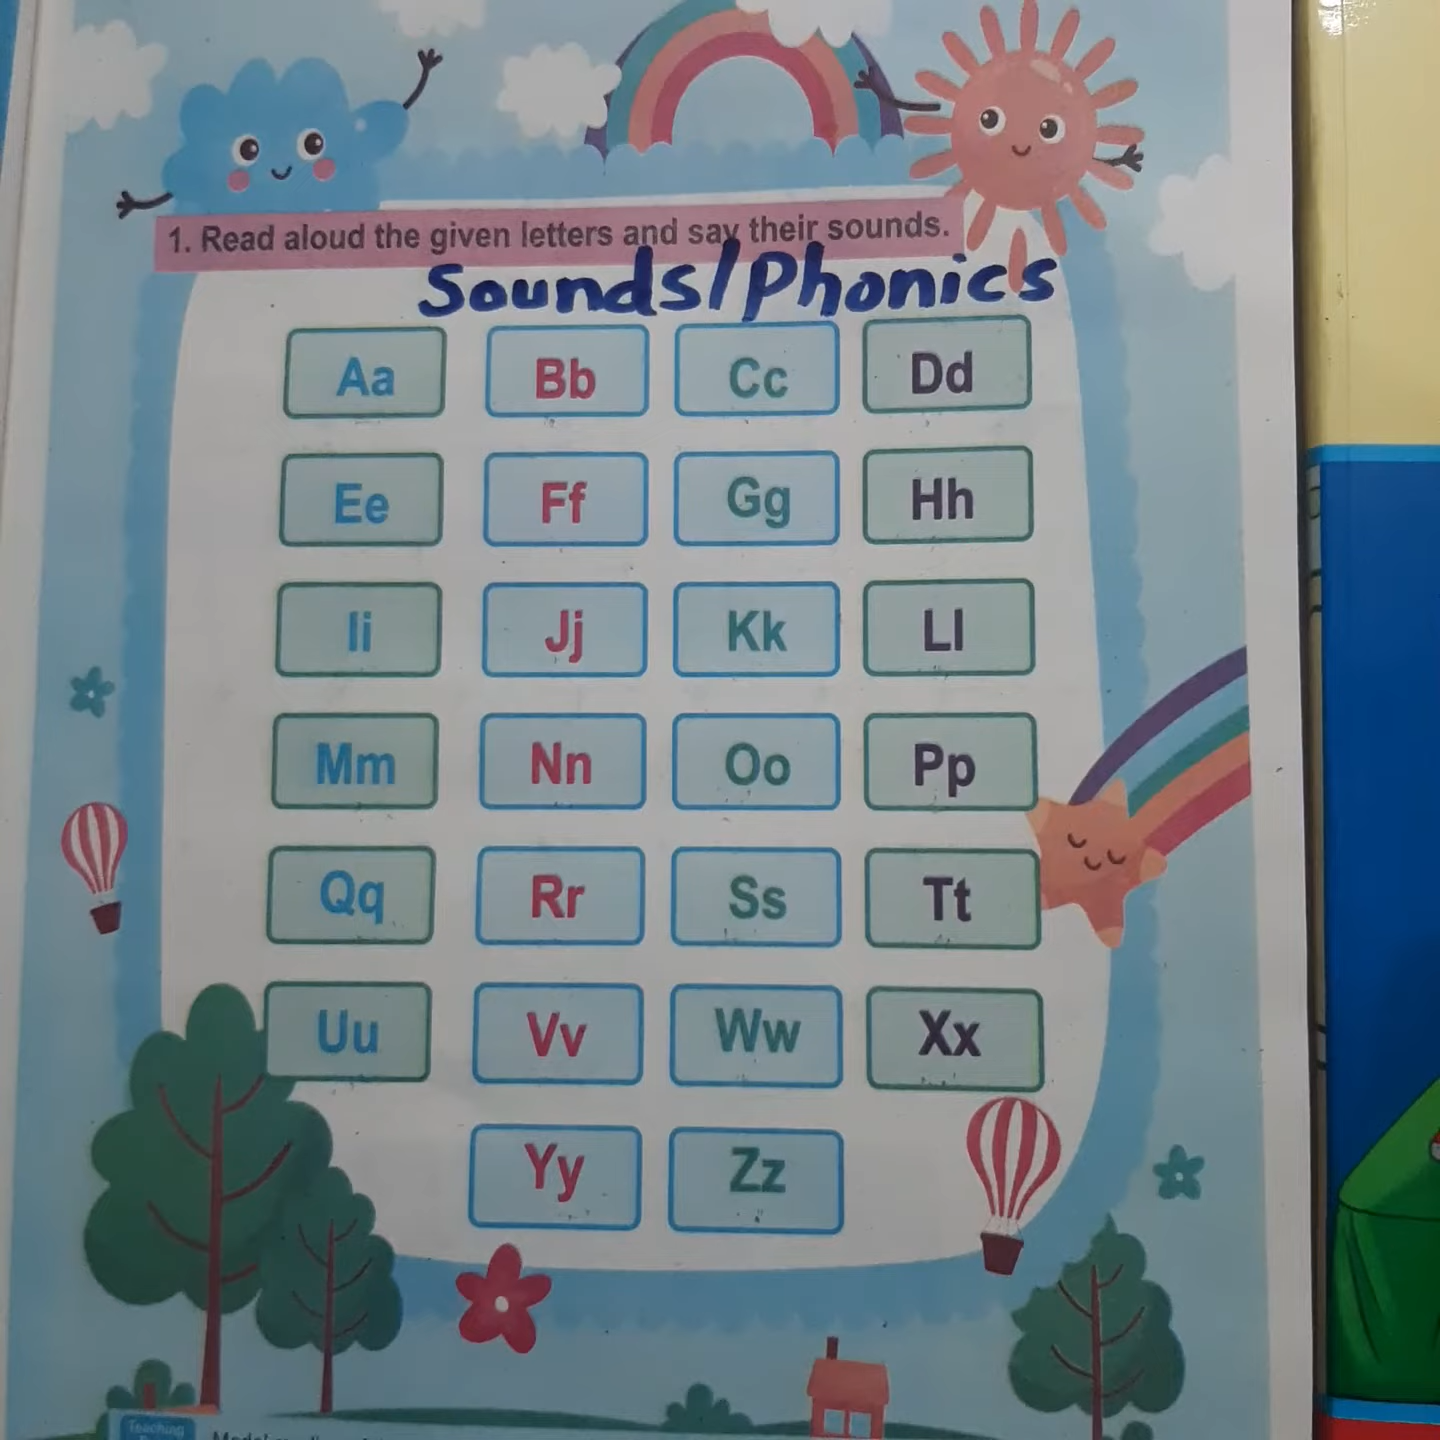 1. Read aloud the given letters and say their sounds.
Sounds/Phonics
Aa Bb Cc Dd
Ee Ff Gg Hh
Ii Jj Kk Ll
Mm Nn Oo Pp
Qq Rr Ss Tt
Uu Vv Ww Xx
Yy Zz
Teaching